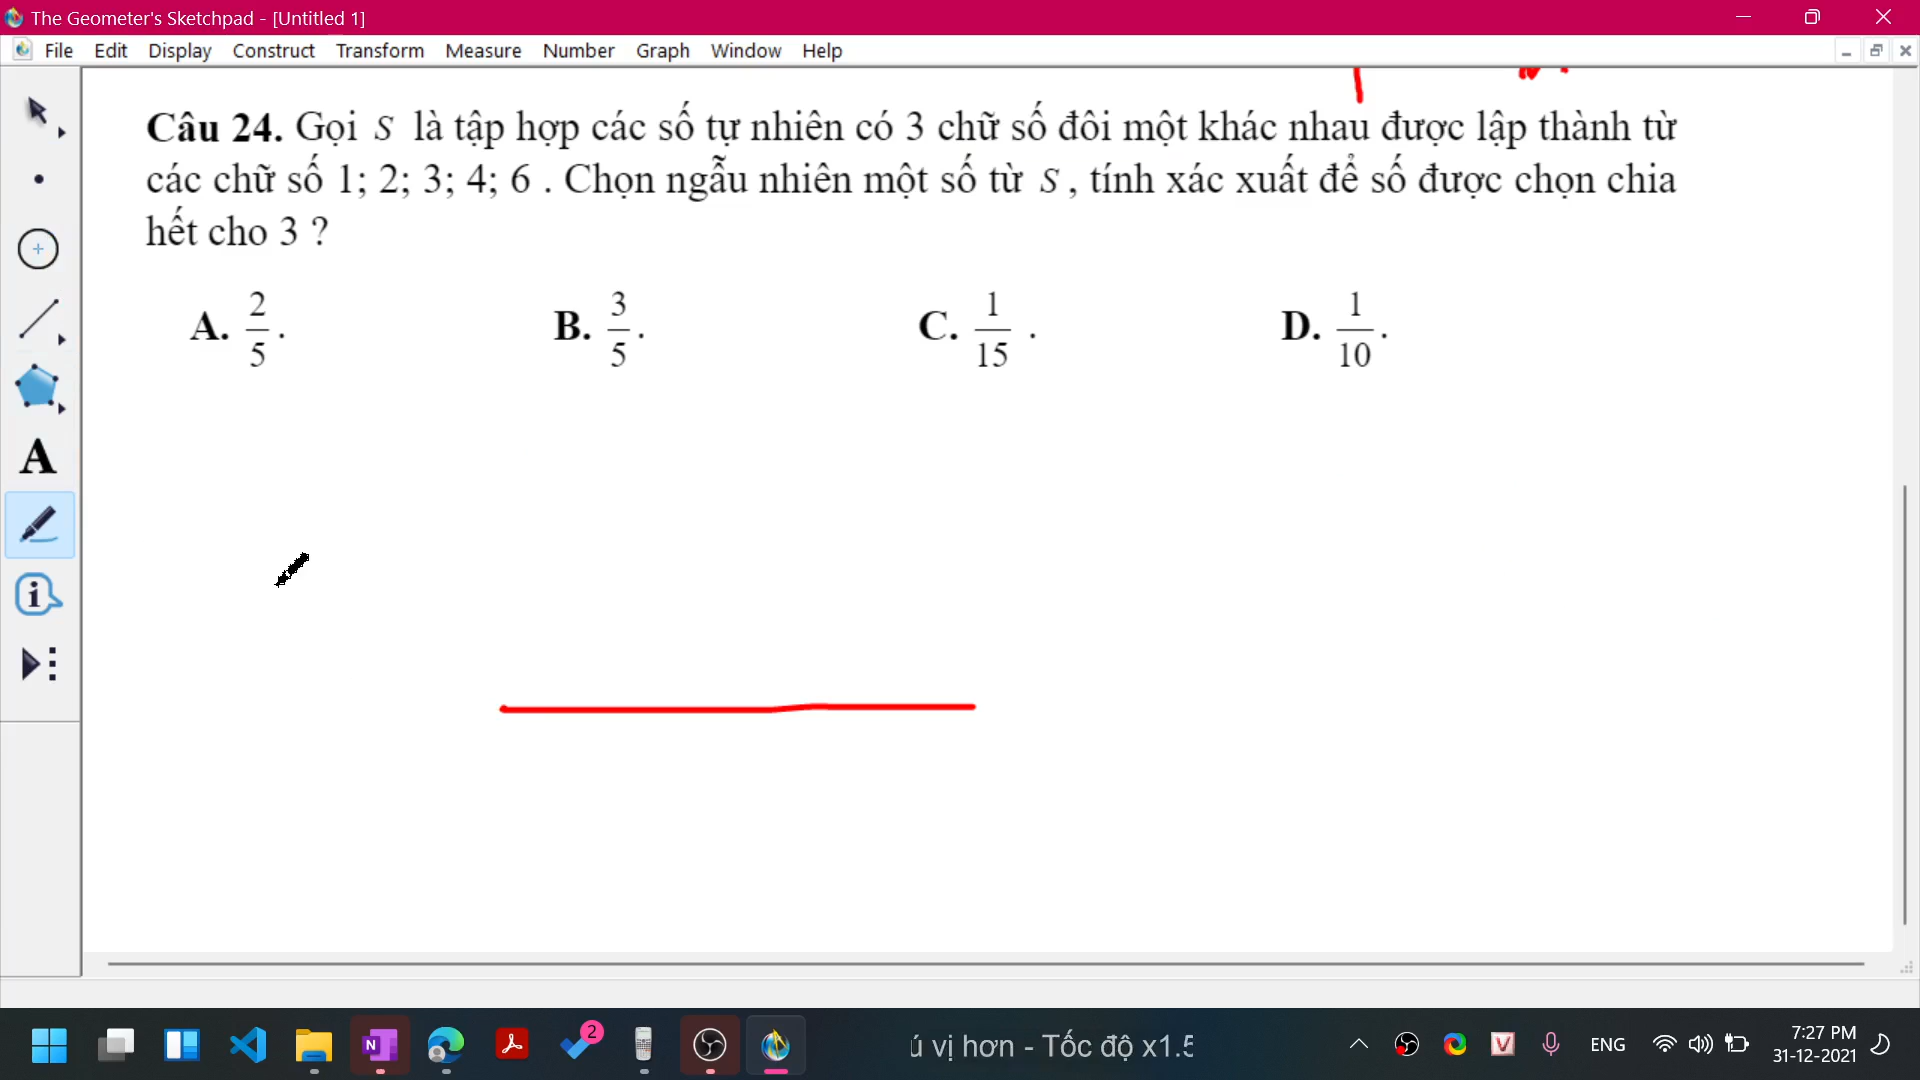 The Geometer's Sketchpad - [Untitled 1]
File Edit Display Construct Transform Measure Number Graph Window Help
Câu 24. Gọi S là tập hợp các số tự nhiên có 3 chữ số đôi một khác nhau được lập thành từ
các chữ số 1; 2; 3; 4; 6 . Chọn ngẫu nhiên một số từ S , tính xác xuất để số được chọn chia
hết cho 3 ?
A. 2/5 . B. 3/5 . C. 1/15 . D. 1/10 .
A
2
ú vị hơn - Tốc độ x1.5
ENG
7:27 PM
31-12-2021